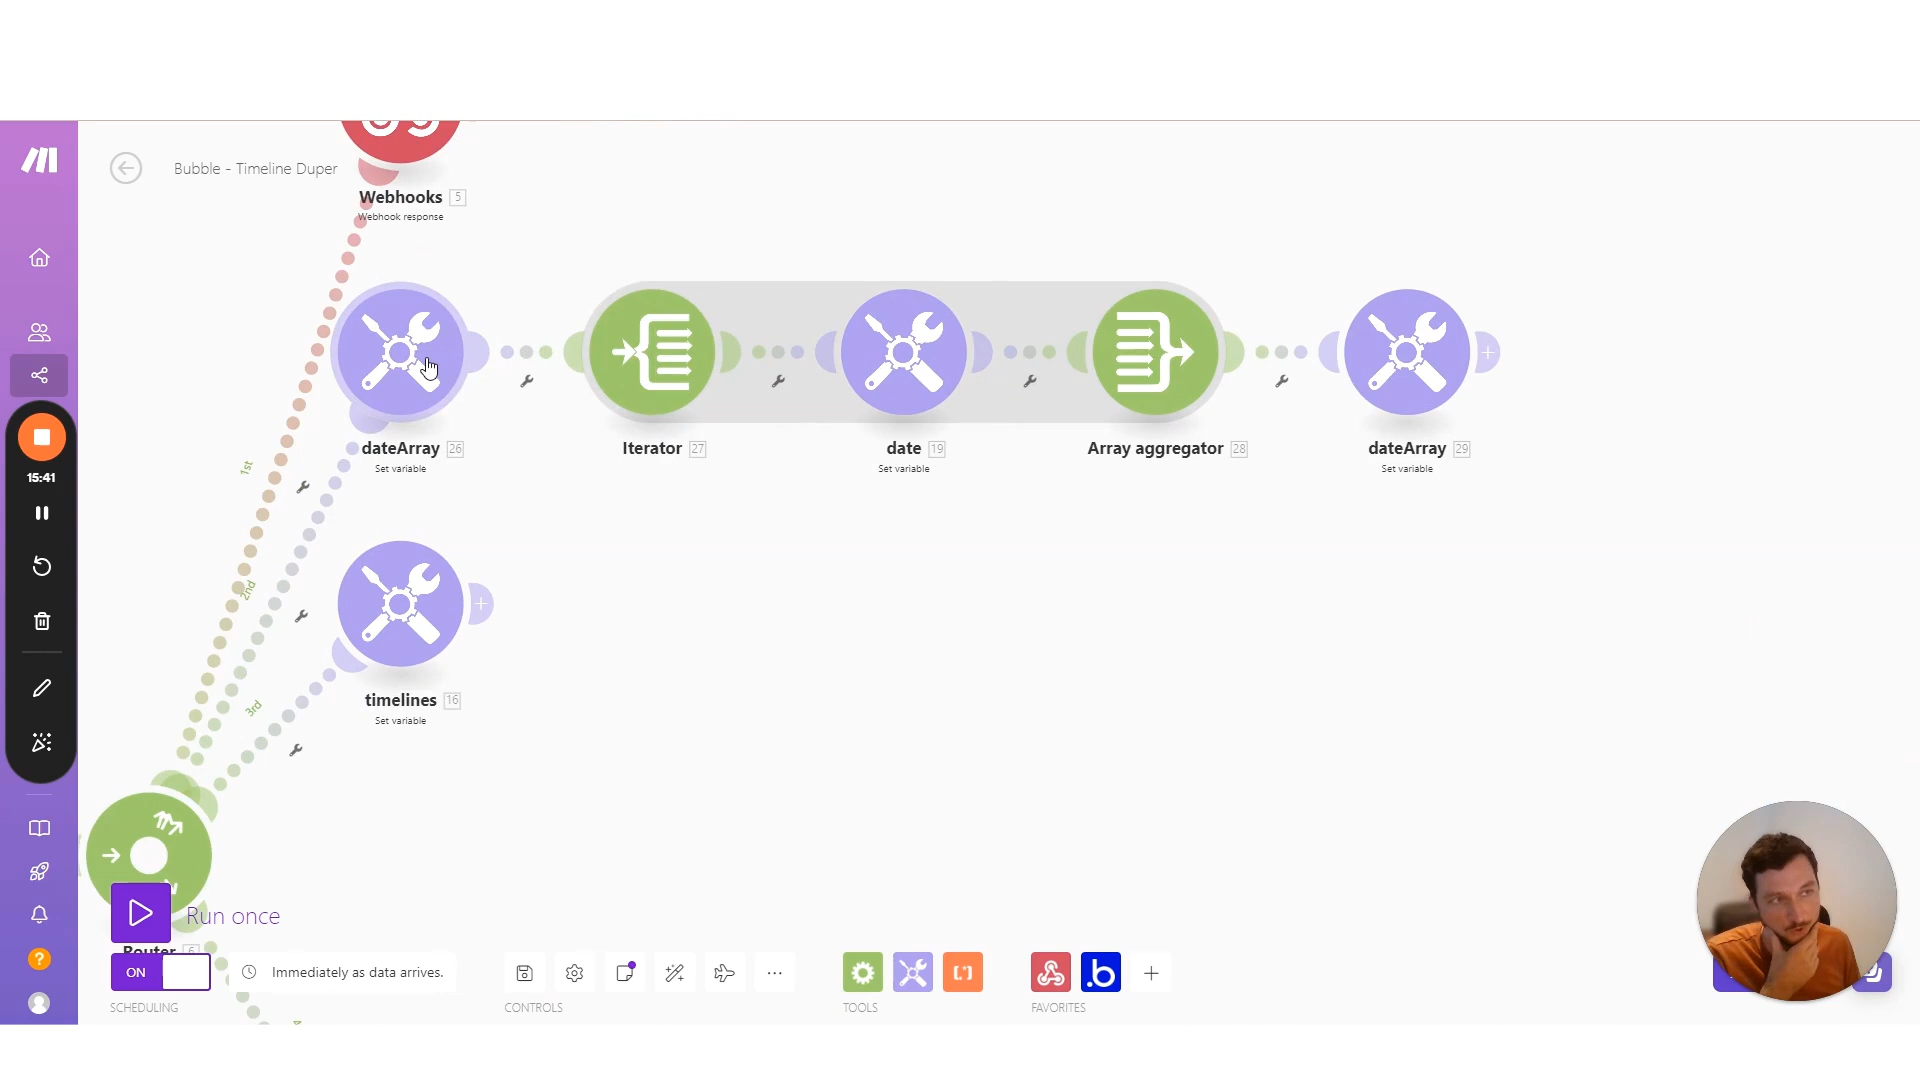 Bubble - Timeline Duper
Webhooks 5
Webhook response
1st
2nd
3rd
dateArray 26
Set variable
Iterator 27
date 19
Set variable
Array aggregator 28
dateArray 29
Set variable
timelines 16
Set variable
15:41
Router 6
Run once
ON
Immediately as data arrives.
SCHEDULING
CONTROLS
TOOLS
FAVORITES